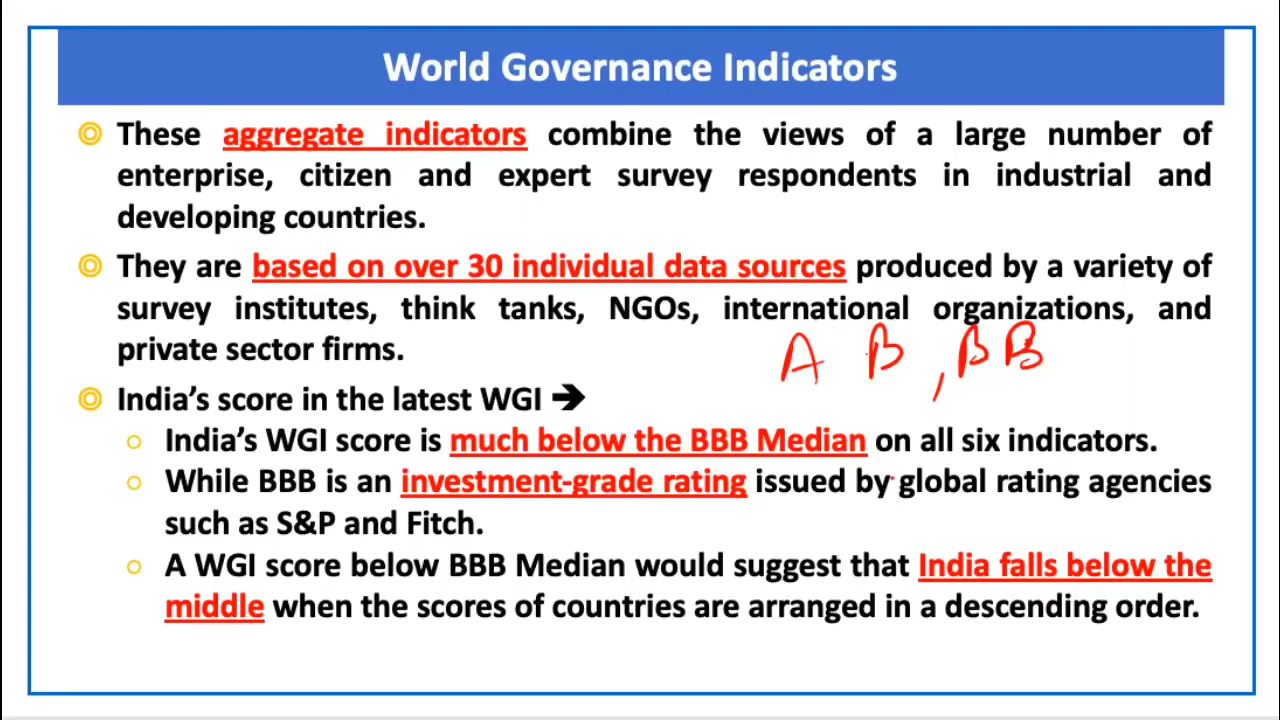 World Governance Indicators
These aggregate indicators combine the views of a large number of
enterprise, citizen and expert survey respondents in industrial and
developing countries.
They are based on over 30 individual data sources produced by a variety of
survey institutes, think tanks, NGOs, international organizations, and
private sector firms.
A B, BB
India's score in the latest WGI ➔
India's WGI score is much below the BBB Median on all six indicators.
While BBB is an investment-grade rating issued by global rating agencies
such as S&P and Fitch.
A WGI score below BBB Median would suggest that India falls below the
middle when the scores of countries are arranged in a descending order.